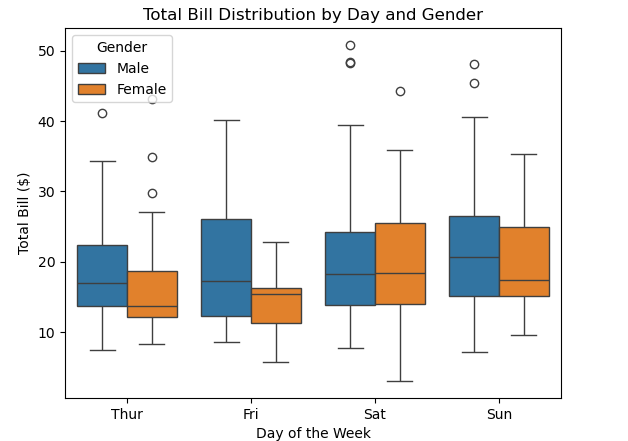 Total Bill Distribution by Day and Gender
Total Bill ($)
50
40
30
20
10
Gender
Male
Female
Thur
Fri
Sat
Sun
Day of the Week